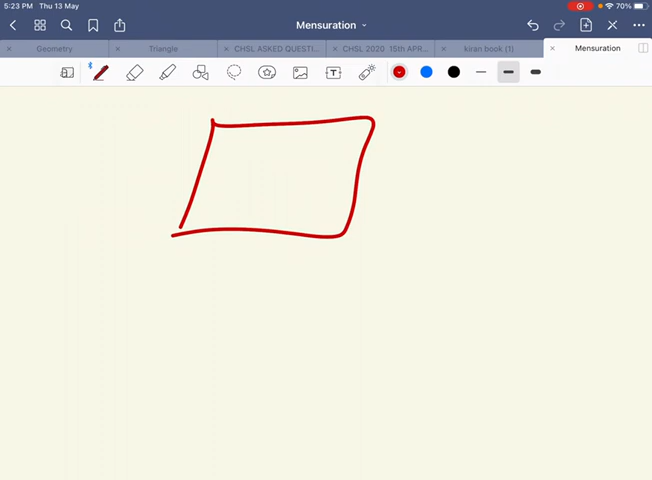 5:23 PM Thu 13 May
70%
Mensuration
Geometry
Triangle
CHSL ASKED QUESTI...
CHSL 2020 15th APR...
kiran book (1)
Mensuration
T